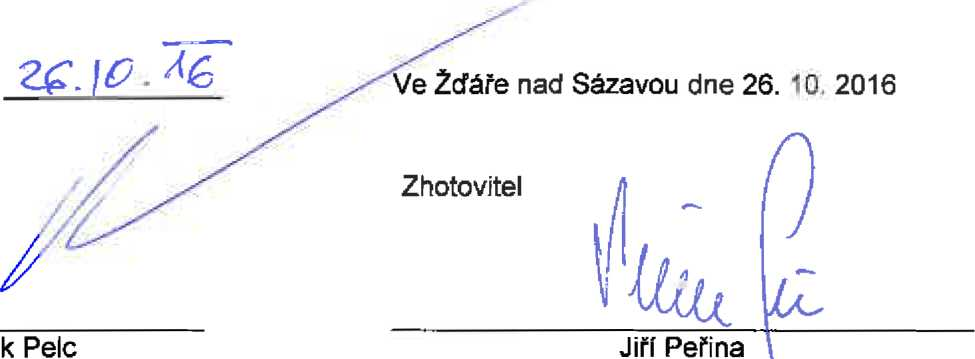 26.10.16
Ve Žďáře nad Sázavou dne 26. 10. 2016
Zhotovitel
k Pelc
Jiří Peřina